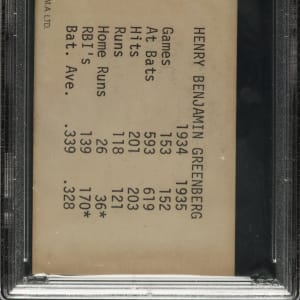 HENRY BENJAMIN GREENBERG
1934 1935
Games 153 152
At Bats 593 619
Hits 201 203
Runs 118 121
Home Runs 26 36*
RBI's 139 170*
Bat. Ave. .339 .328
M.A LTD.